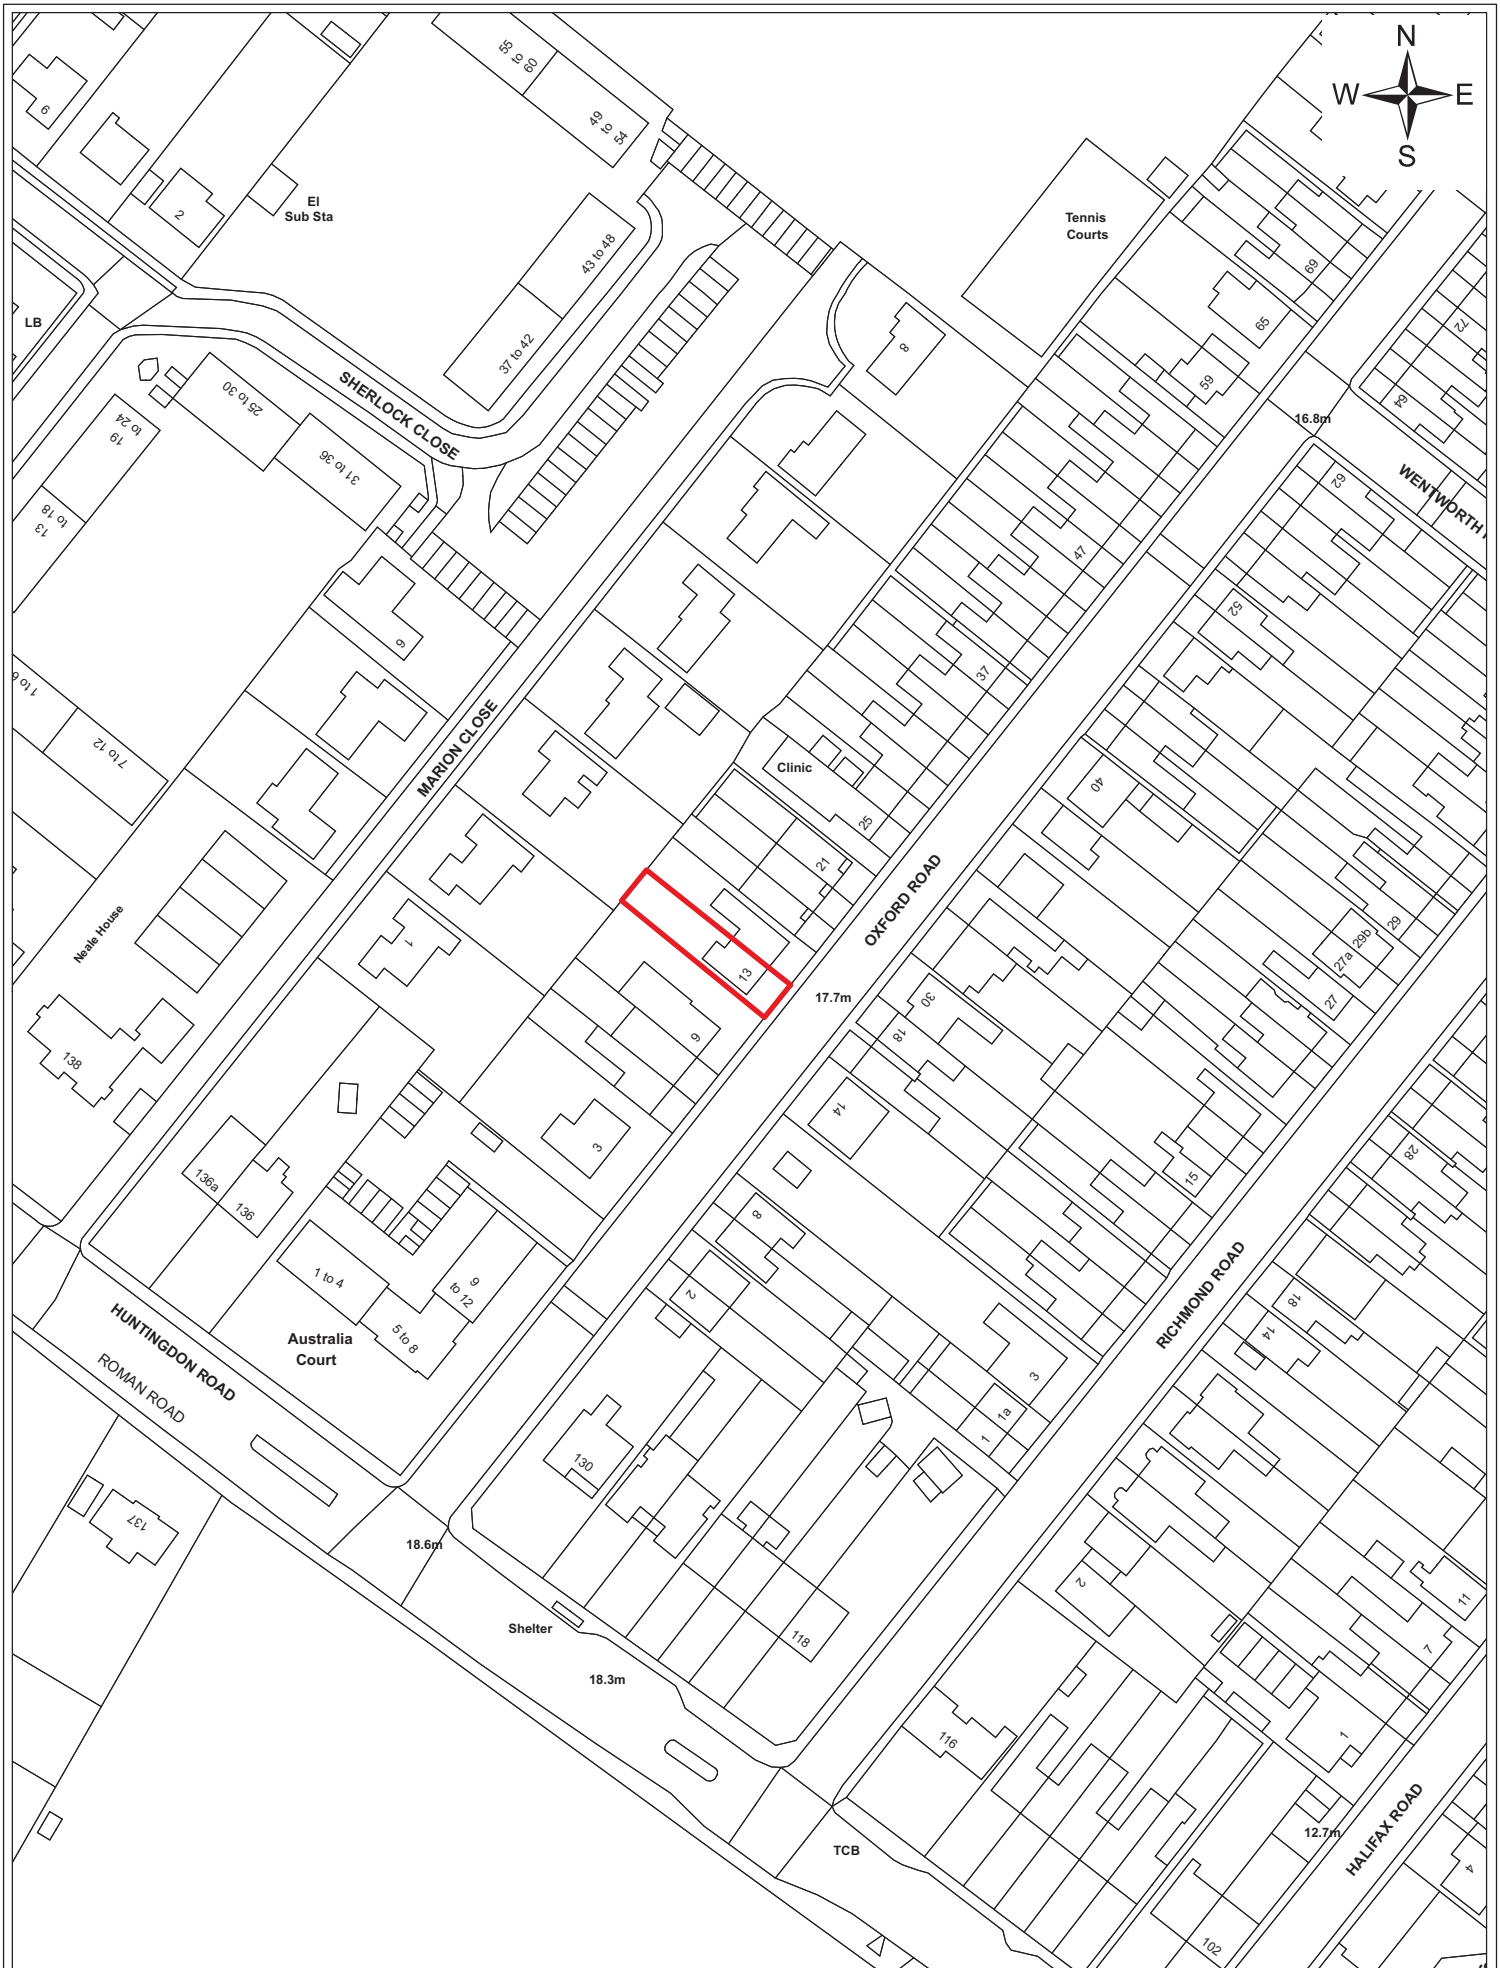 N
W
E
S
55
to
60
49
to
54
9
2
El
Sub Sta
Tennis
Courts
43 to 48
37 to 42
69
65
59
72
64
LB
8
SHERLOCK CLOSE
25 to 30
31 to 36
19
to 24
13
to 18
16.8m
WENTWORTH
62
47
52
37
6
1 to 6
7 to 12
MARION CLOSE
Clinic
25
21
40
OXFORD ROAD
Neale House
1
13
17.7m
9
30
18
29
29b
27a
27
138
3
14
15
28
136a
136
8
2
RICHMOND ROAD
18
14
1 to 4
9
to 12
5 to 8
Australia
Court
HUNTINGDON ROAD
ROMAN ROAD
3
1a
1
130
137
18.6m
Shelter
118
18.3m
2
11
7
1
116
TCB
12.7m
HALIFAX ROAD
4
102